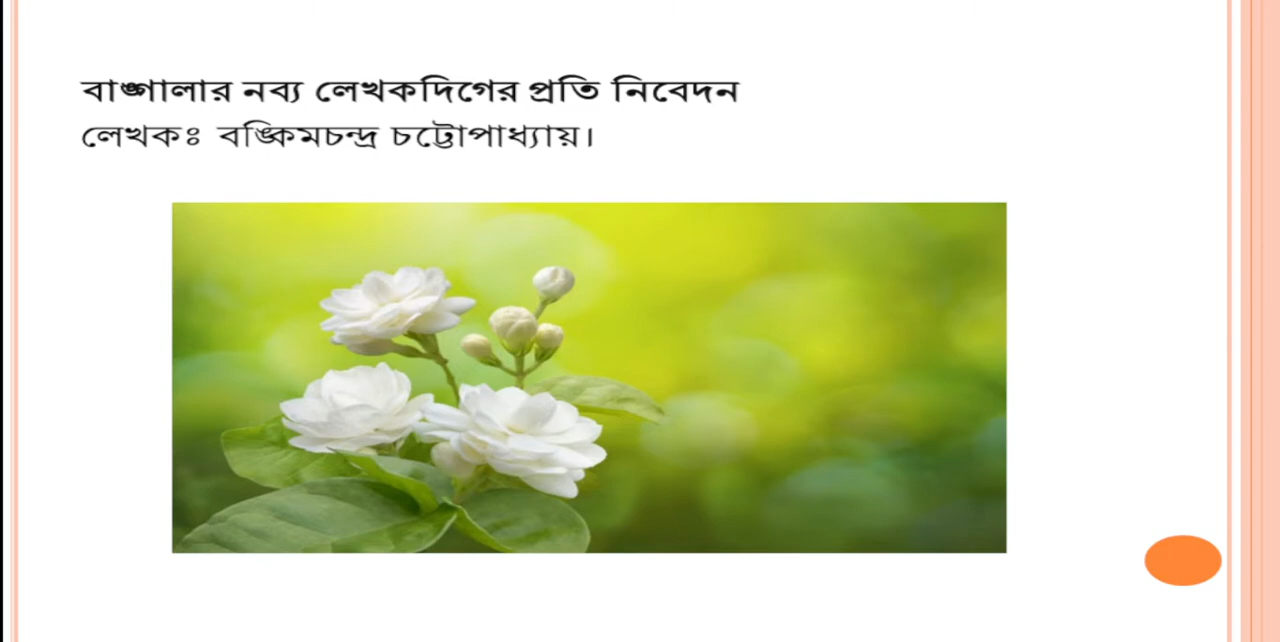 বাঙ্গালার নব্য লেখকদিগের প্রতি নিবেদন
লেখকঃ বঙ্কিমচন্দ্র চট্টোপাধ্যায়।